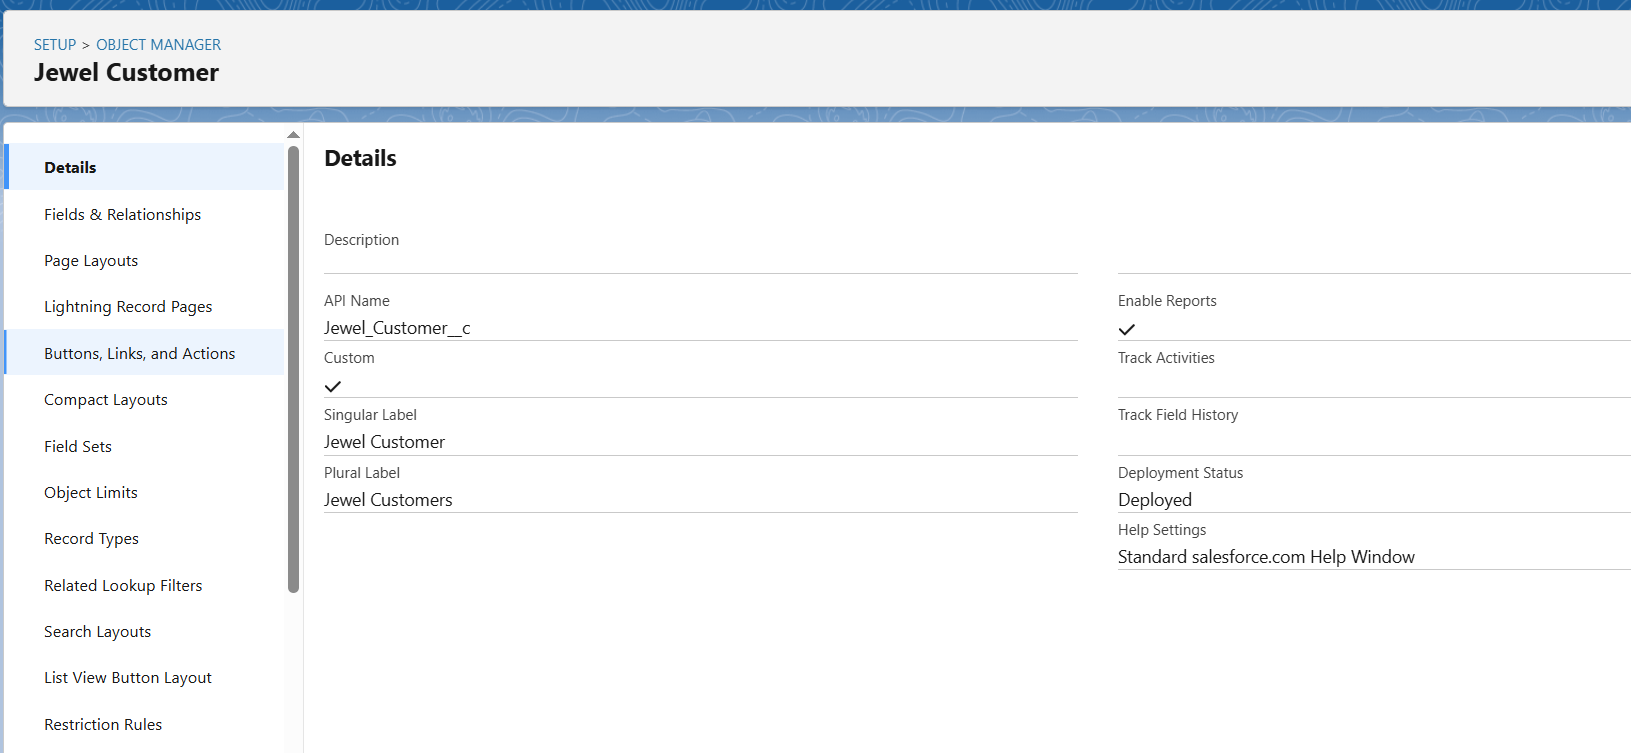 SETUP > OBJECT MANAGER
Jewel Customer
Details
Fields & Relationships
Page Layouts
Lightning Record Pages
Buttons, Links, and Actions
Compact Layouts
Field Sets
Object Limits
Record Types
Related Lookup Filters
Search Layouts
List View Button Layout
Restriction Rules
Details
Description
API Name
Jewel_Customer__c
Custom
Singular Label
Jewel Customer
Plural Label
Jewel Customers
Enable Reports
Track Activities
Track Field History
Deployment Status
Deployed
Help Settings
Standard salesforce.com Help Window